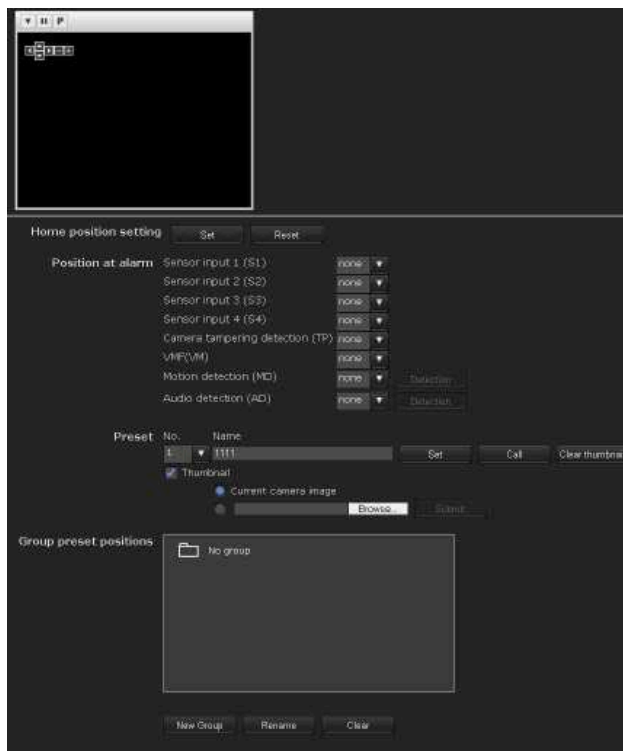 P
Home position setting Set Reset
Position at alarm Sensor input 1 (S1) none
Sensor input 2 (S2) none
Sensor input 3 (S3) none
Sensor input 4 (S4) none
Camera tampering detection (TP) none
VMF(VM) none
Motion detection (MD) none Detection
Audio detection (AD) none Detection
Preset No. Name
1 1111 Set Call Clear thumbnai
Thumbnail
Current camera image
Browse... Submit
Group preset positions No group
New Group Rename Clear